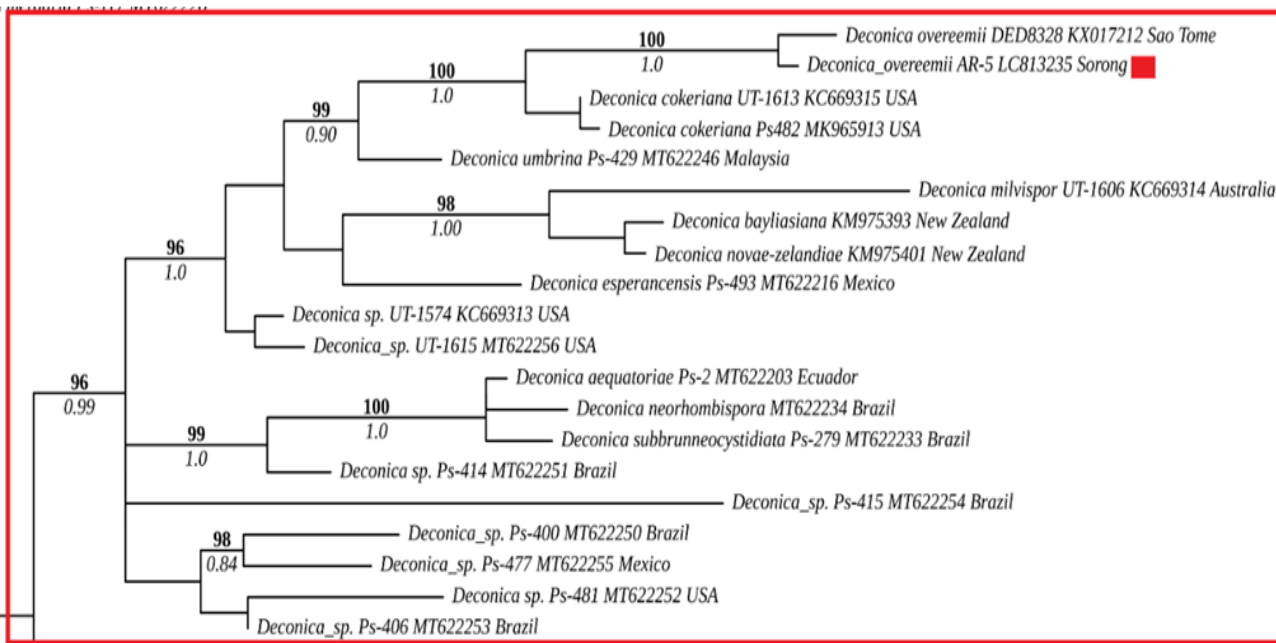 100
Deconica overeemii DED8328 KX017212 Sao Tome
1.0
Deconica_overeemii AR-5 LC813235 Sorong
100
1.0
Deconica cokeriana UT-1613 KC669315 USA
99
0.90
Deconica cokeriana Ps482 MK965913 USA
Deconica umbrina Ps-429 MT622246 Malaysia
98
1.00
Deconica milvispor UT-1606 KC669314 Australia
Deconica bayliasiana KM975393 New Zealand
96
1.0
Deconica novae-zelandiae KM975401 New Zealand
Deconica esperancensis Ps-493 MT622216 Mexico
Deconica sp. UT-1574 KC669313 USA
Deconica_sp. UT-1615 MT622256 USA
96
0.99
Deconica aequatoriae Ps-2 MT622203 Ecuador
100
1.0
Deconica neorhombispora MT622234 Brazil
99
1.0
Deconica subbrunneocystidiata Ps-279 MT622233 Brazil
Deconica sp. Ps-414 MT622251 Brazil
Deconica_sp. Ps-415 MT622254 Brazil
98
0.84
Deconica_sp. Ps-400 MT622250 Brazil
Deconica_sp. Ps-477 MT622255 Mexico
Deconica sp. Ps-481 MT622252 USA
Deconica_sp. Ps-406 MT622253 Brazil